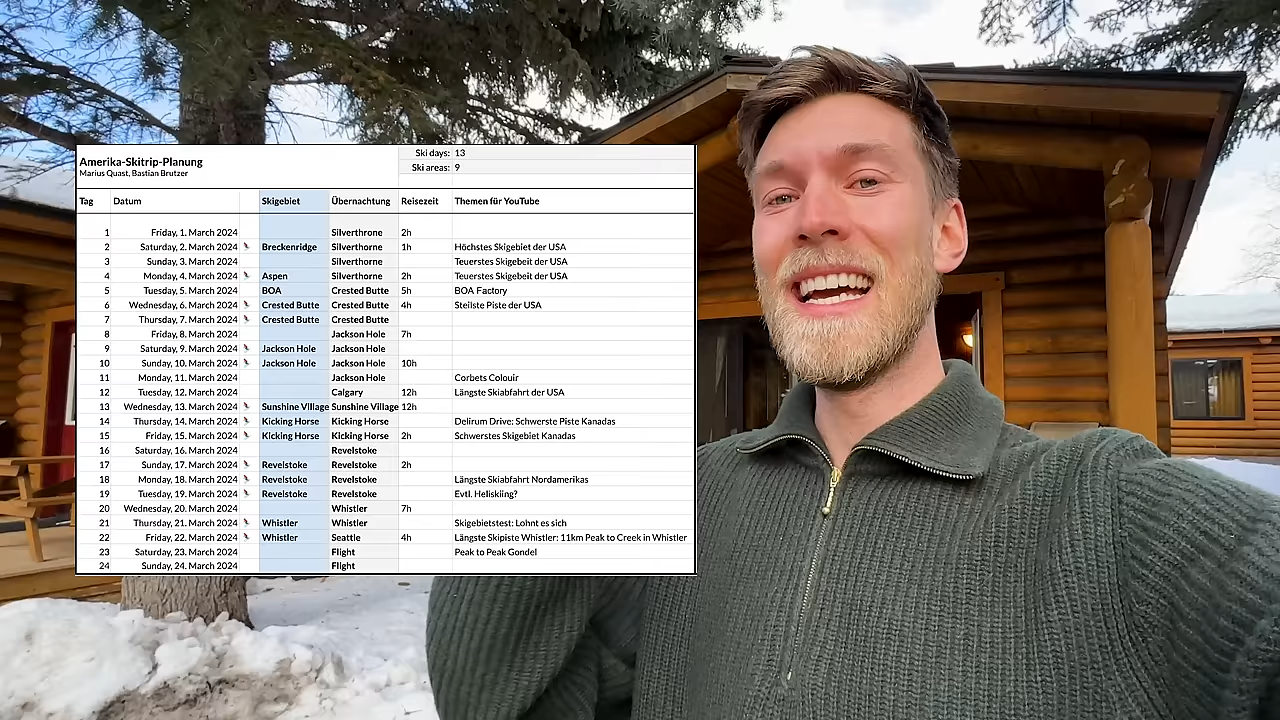 Amerika-Skitrip-Planung
Marius Quast, Bastian Brutzer
Ski days: 13
Ski areas: 9
Tag Datum Skigebiet Übernachtung Reisezeit Themen für YouTube
1 Friday, 1. March 2024 Silverthrone 2h
2 Saturday, 2. March 2024 Breckenridge Silverthorne 1h Höchstes Skigebiet der USA
3 Sunday, 3. March 2024 Silverthorne Teuerstes Skigebeit der USA
4 Monday, 4. March 2024 Aspen Silverthorne 2h Teuerstes Skigebeit der USA
5 Tuesday, 5. March 2024 BOA Crested Butte 5h BOA Factory
6 Wednesday, 6. March 2024 Crested Butte Crested Butte 4h Steilste Piste der USA
7 Thursday, 7. March 2024 Crested Butte Crested Butte
8 Friday, 8. March 2024 Jackson Hole 7h
9 Saturday, 9. March 2024 Jackson Hole Jackson Hole
10 Sunday, 10. March 2024 Jackson Hole Jackson Hole 10h
11 Monday, 11. March 2024 Jackson Hole Corbets Colouir
12 Tuesday, 12. March 2024 Calgary 12h Längste Skiabfahrt der USA
13 Wednesday, 13. March 2024 Sunshine Village Sunshine Village 12h
14 Thursday, 14. March 2024 Kicking Horse Kicking Horse Delirum Drive: Schwerste Piste Kanadas
15 Friday, 15. March 2024 Kicking Horse Kicking Horse 2h Schwerstes Skigebiet Kanadas
16 Saturday, 16. March 2024 Revelstoke
17 Sunday, 17. March 2024 Revelstoke Revelstoke 2h
18 Monday, 18. March 2024 Revelstoke Revelstoke Längste Skiabfahrt Nordamerikas
19 Tuesday, 19. March 2024 Revelstoke Revelstoke Evtl. Heliskiing?
20 Wednesday, 20. March 2024 Whistler 7h
21 Thursday, 21. March 2024 Whistler Whistler Skigebietstest: Lohnt es sich
22 Friday, 22. March 2024 Whistler Seattle 4h Längste Skipiste Whistler: 11km Peak to Creek in Whistler
23 Saturday, 23. March 2024 Flight Peak to Peak Gondel
24 Sunday, 24. March 2024 Flight